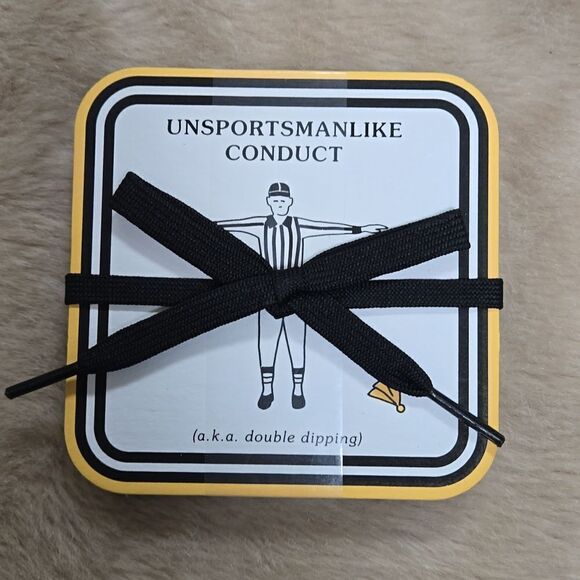 UNSPORTSMANLIKE
CONDUCT
(a.k.a. double dipping)